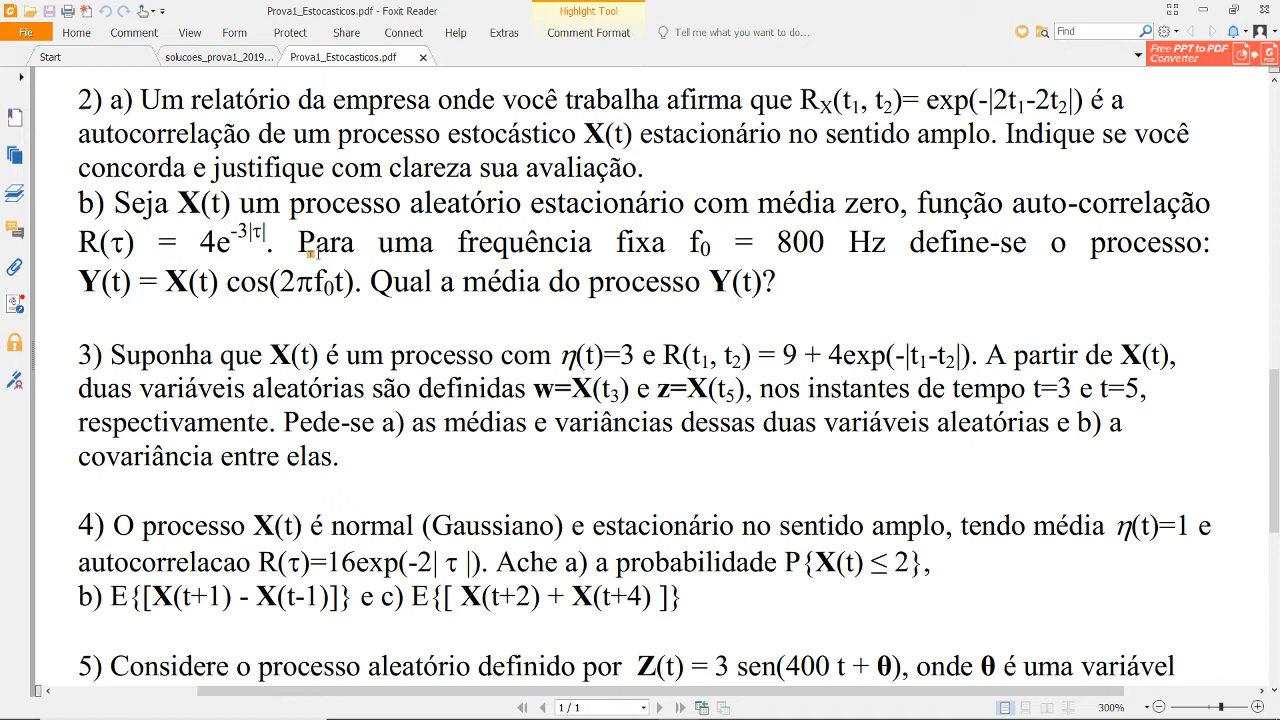 Prova1_Estocasticos.pdf - Foxit Reader
Highlight Tool
File Home Comment View Form Protect Share Connect Help Extras Comment Format Tell me what you want to do... Find
Start solucoes_prova1_2019... Prova1_Estocasticos.pdf
Free PPT to PDF
Converter
2) a) Um relatório da empresa onde você trabalha afirma que R_X(t₁, t₂)= exp(-|2t₁-2t₂|) é a
autocorrelação de um processo estocástico X(t) estacionário no sentido amplo. Indique se você
concorda e justifique com clareza sua avaliação.
b) Seja X(t) um processo aleatório estacionário com média zero, função auto-correlação
R(τ) = 4e^-3|τ|. Para uma frequência fixa f₀ = 800 Hz define-se o processo:
Y(t) = X(t) cos(2πf₀t). Qual a média do processo Y(t)?
3) Suponha que X(t) é um processo com η(t)=3 e R(t₁, t₂) = 9 + 4exp(-|t₁-t₂|). A partir de X(t),
duas variáveis aleatórias são definidas w=X(t₃) e z=X(t₅), nos instantes de tempo t=3 e t=5,
respectivamente. Pede-se a) as médias e variâncias dessas duas variáveis aleatórias e b) a
covariância entre elas.
4) O processo X(t) é normal (Gaussiano) e estacionário no sentido amplo, tendo média η(t)=1 e
autocorrelacao R(τ)=16exp(-2| τ |). Ache a) a probabilidade P{X(t) ≤ 2},
b) E{[X(t+1) - X(t-1)]} e c) E{[ X(t+2) + X(t+4) ]}
5) Considere o processo aleatório definido por Z(t) = 3 sen(400 t + θ), onde θ é uma variável
1 / 1 300%